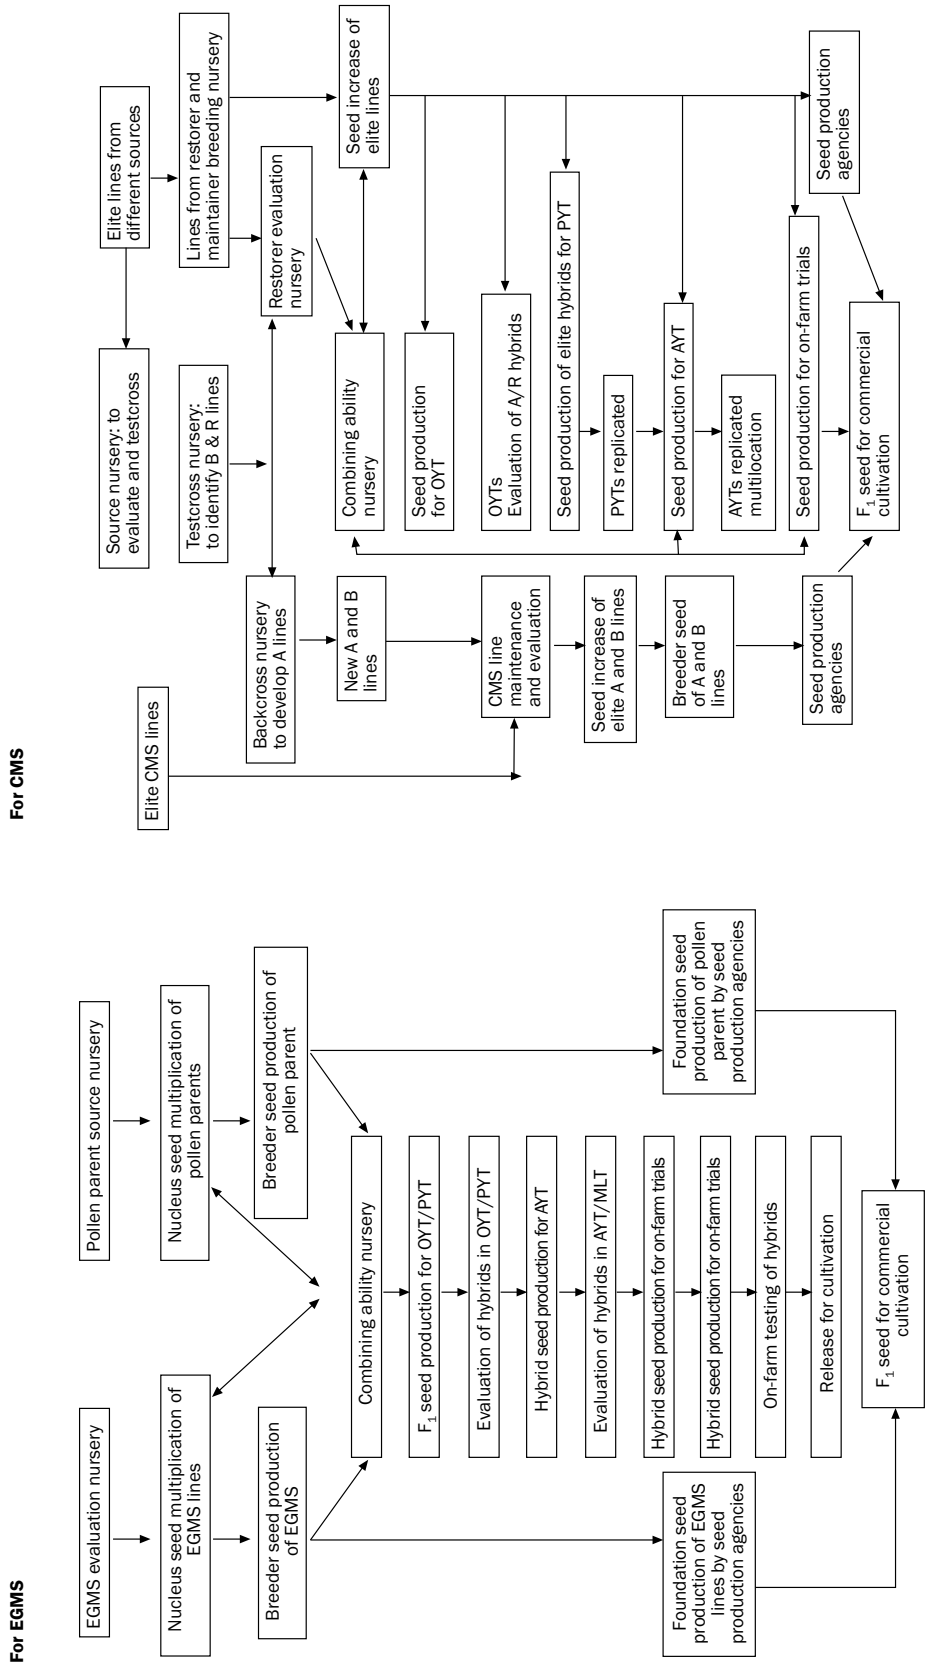 For EGMS
EGMS evaluation nursery
Pollen parent source nursery
Nucleus seed multiplication of
EGMS lines
Nucleus seed multiplication of
pollen parents
Breeder seed production
of EGMS
Breeder seed production of
pollen parent
Combining ability nursery
F₁ seed production for OYT/PYT
Evaluation of hybrids in OYT/PYT
Hybrid seed production for AYT
Evaluation of hybrids in AYT/MLT
Hybrid seed production for on-farm trials
Hybrid seed production for on-farm trials
On-farm testing of hybrids
Release for cultivation
Foundation seed
production of EGMS
lines by seed
production agencies
Foundation seed
production of pollen
parent by seed
production agencies
F₁ seed for commercial
cultivation
For CMS
Elite CMS lines
Source nursery: to
evaluate and testcross
Elite lines from
different sources
Testcross nursery:
to identify B & R lines
Lines from restorer and
maintainer breeding nursery
Backcross nursery
to develop A lines
Restorer evaluation
nursery
New A and B
lines
Combining ability
nursery
Seed increase of
elite lines
Seed production
for OYT
CMS line
maintenance
and evaluation
OYTs
Evaluation of A/R hybrids
Seed production of elite hybrids for PYT
Seed increase of
elite A and B lines
PYTs replicated
Breeder seed
of A and B
lines
Seed production for AYT
AYTs replicated
multilocation
Seed production for on-farm trials
Seed production
agencies
Seed production
agencies
F₁ seed for commercial
cultivation